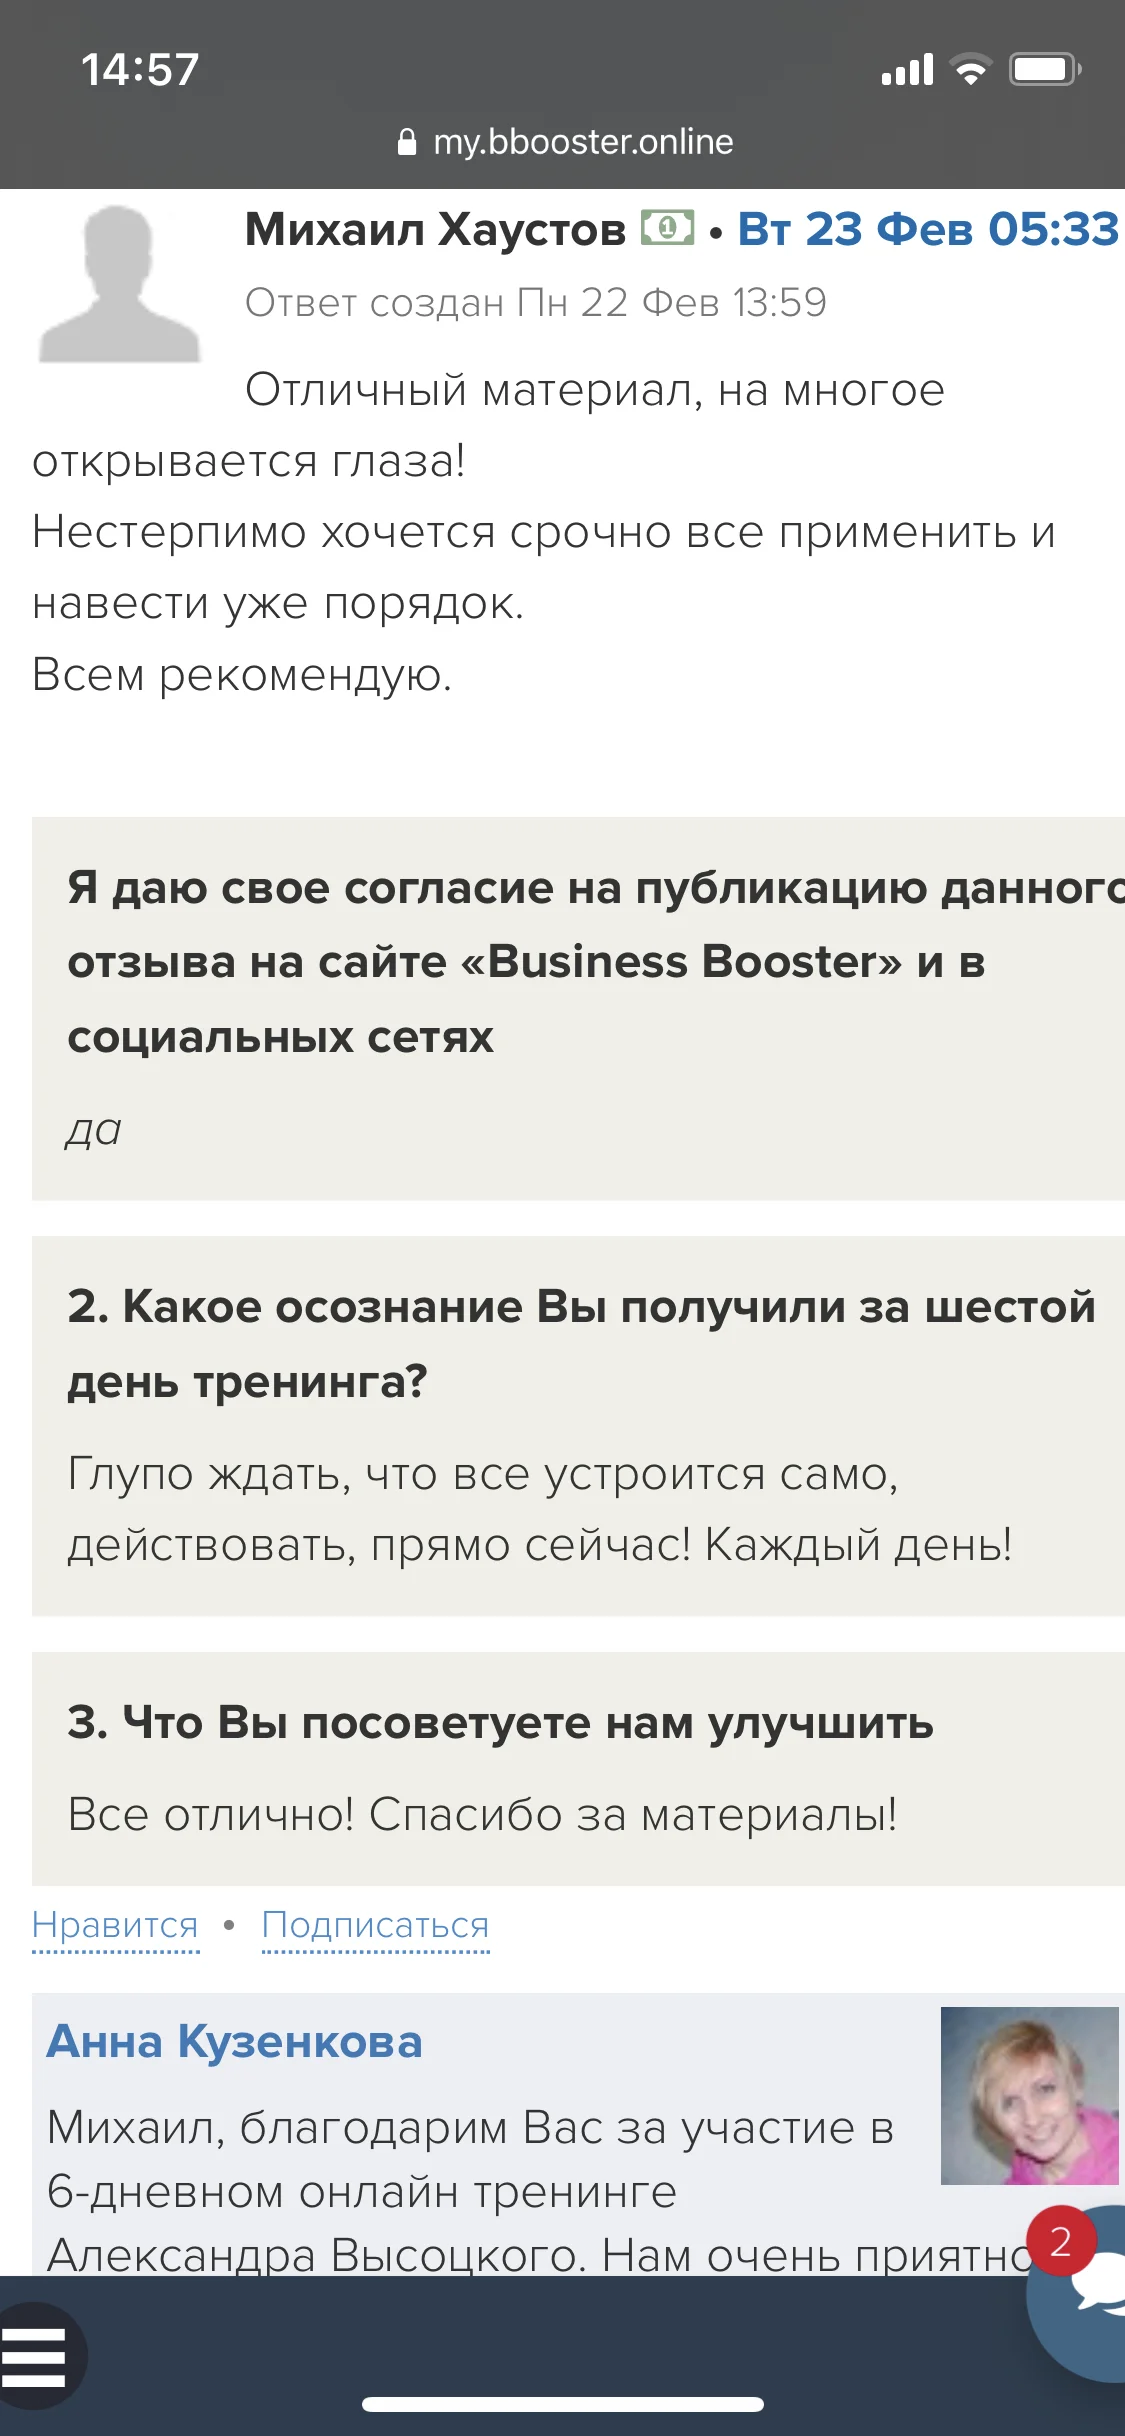 14:57
my.bbooster.online
Михаил Хаустов • Вт 23 Фев 05:33
Ответ создан Пн 22 Фев 13:59
Отличный материал, на многое
открывается глаза!
Нестерпимо хочется срочно все применить и
навести уже порядок.
Всем рекомендую.
Я даю свое согласие на публикацию данного
отзыва на сайте «Business Booster» и в
социальных сетях
да
2. Какое осознание Вы получили за шестой
день тренинга?
Глупо ждать, что все устроится само,
действовать, прямо сейчас! Каждый день!
3. Что Вы посоветуете нам улучшить
Все отлично! Спасибо за материалы!
Нравится • Подписаться
Анна Кузенкова
Михаил, благодарим Вас за участие в
6-дневном онлайн тренинге
Александра Высоцкого. Нам очень приятно
2